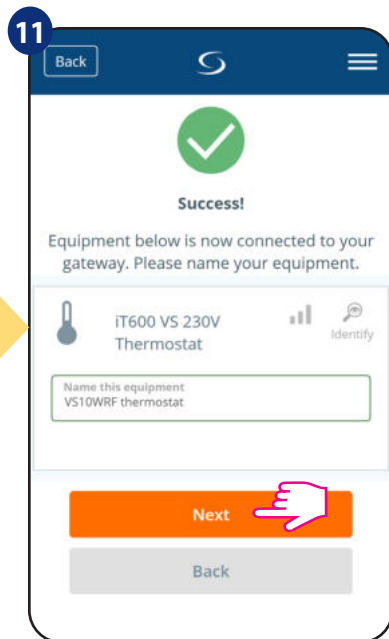 11
Back
Success!
Equipment below is now connected to your
gateway. Please name your equipment.
iT600 VS 230V
Thermostat
Identify
Name this equipment
VS10WRF thermostat
Next
Back